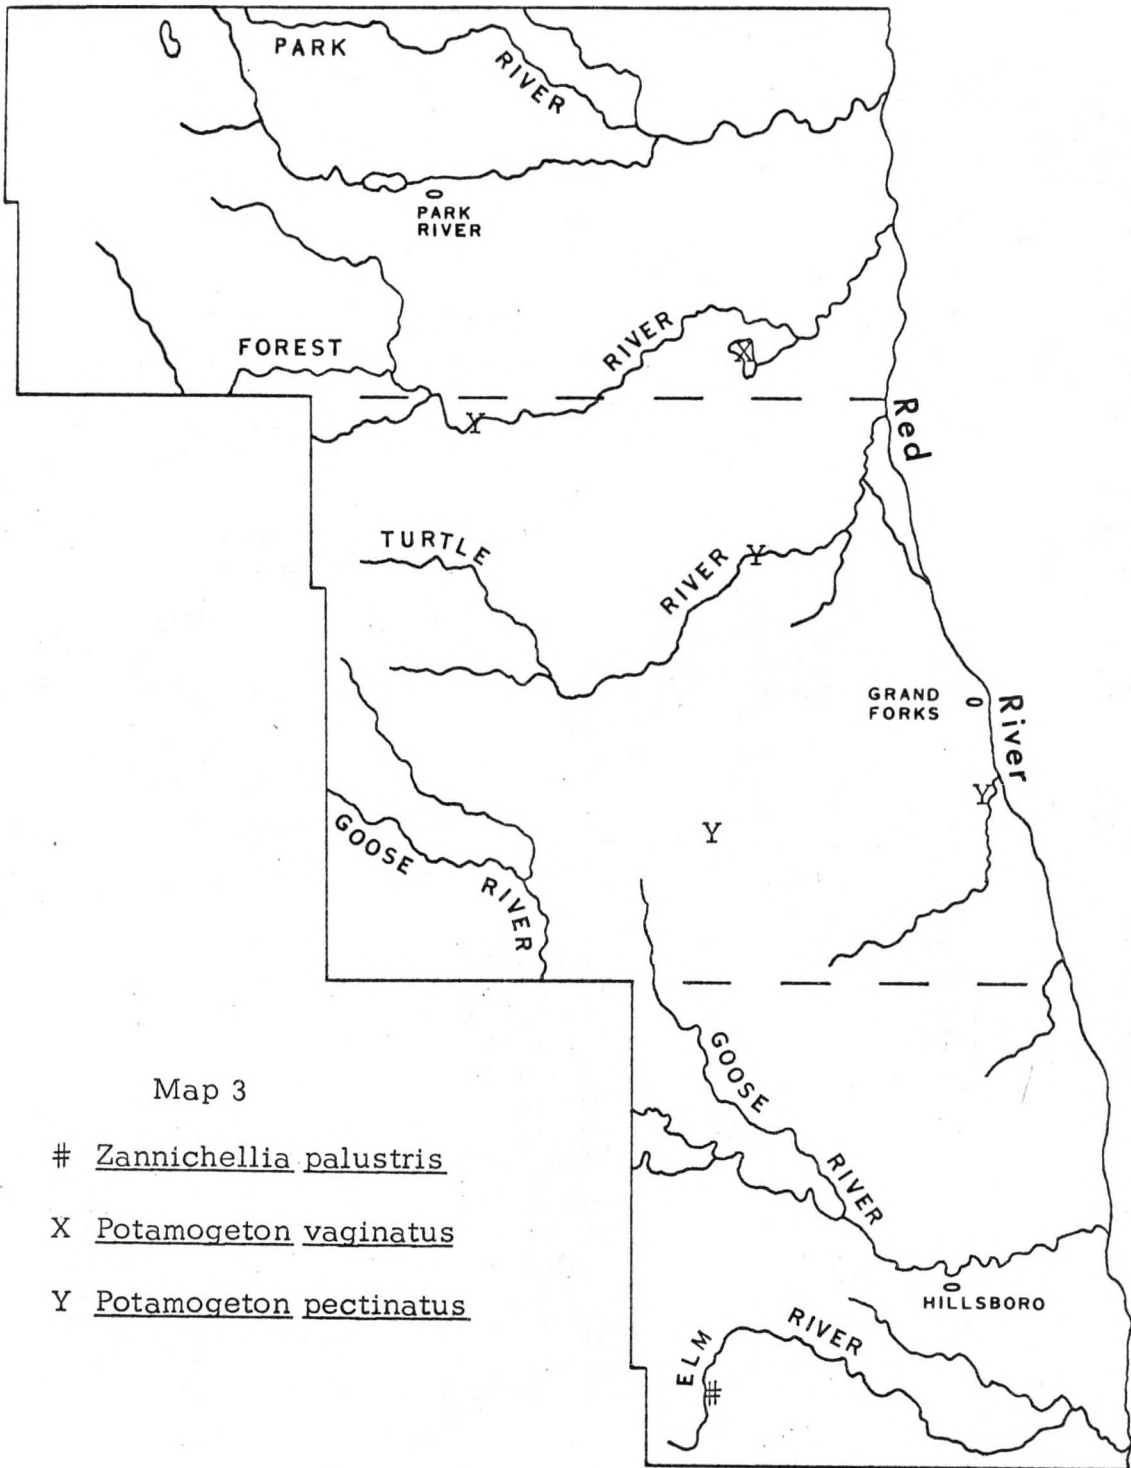 PARK
RIVER
PARK
RIVER
FOREST
RIVER
X
Y
Red
TURTLE
RIVER
Y
GRAND
FORKS
River
Y
Y
GOOSE
RIVER
GOOSE
RIVER
HILLSBORO
ELM
RIVER
#
Map 3
# Zannichellia palustris
X Potamogeton vaginatus
Y Potamogeton pectinatus